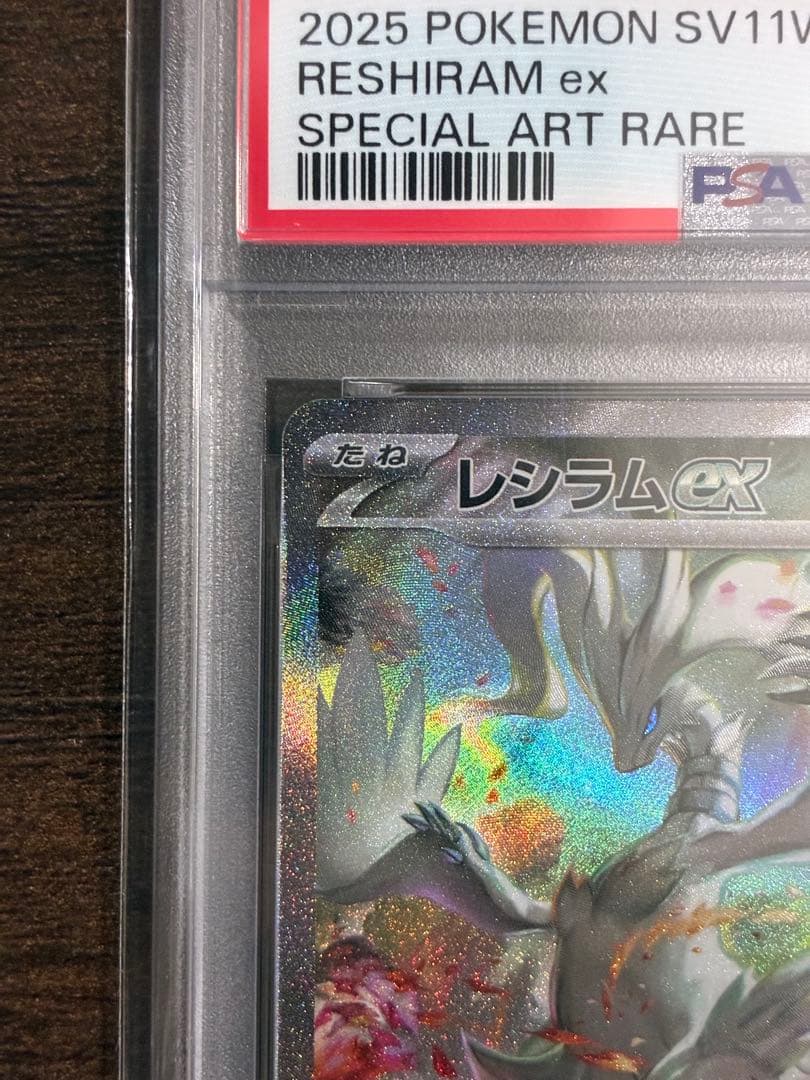 2025 POKEMON SV11W
RESHIRAM ex
SPECIAL ART RARE
PSA
たね
レシラムex